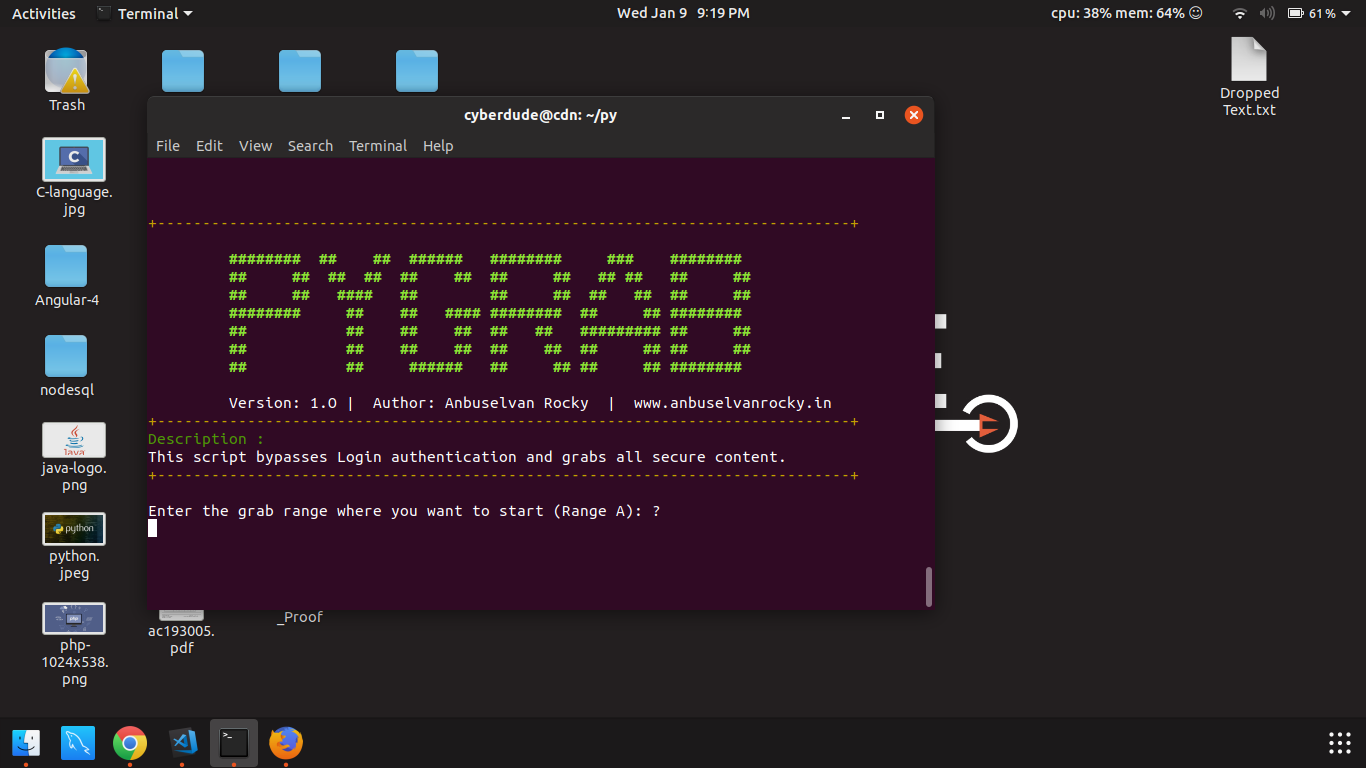 Activities
Terminal
Wed Jan 9 9:19 PM
cpu: 38% mem: 64%
61%
Trash
Dropped
Text.txt
cyberdude@cdn: ~/py
File Edit View Search Terminal Help
C-language.
jpg
Angular-4
nodesql
java-logo.
png
python
python.
jpeg
php
php-
1024x538.
png
PYGRAB
Version: 1.O | Author: Anbuselvan Rocky | www.anbuselvanrocky.in
Description :
This script bypasses Login authentication and grabs all secure content.
Enter the grab range where you want to start (Range A): ?
_Proof
ac193005.
pdf